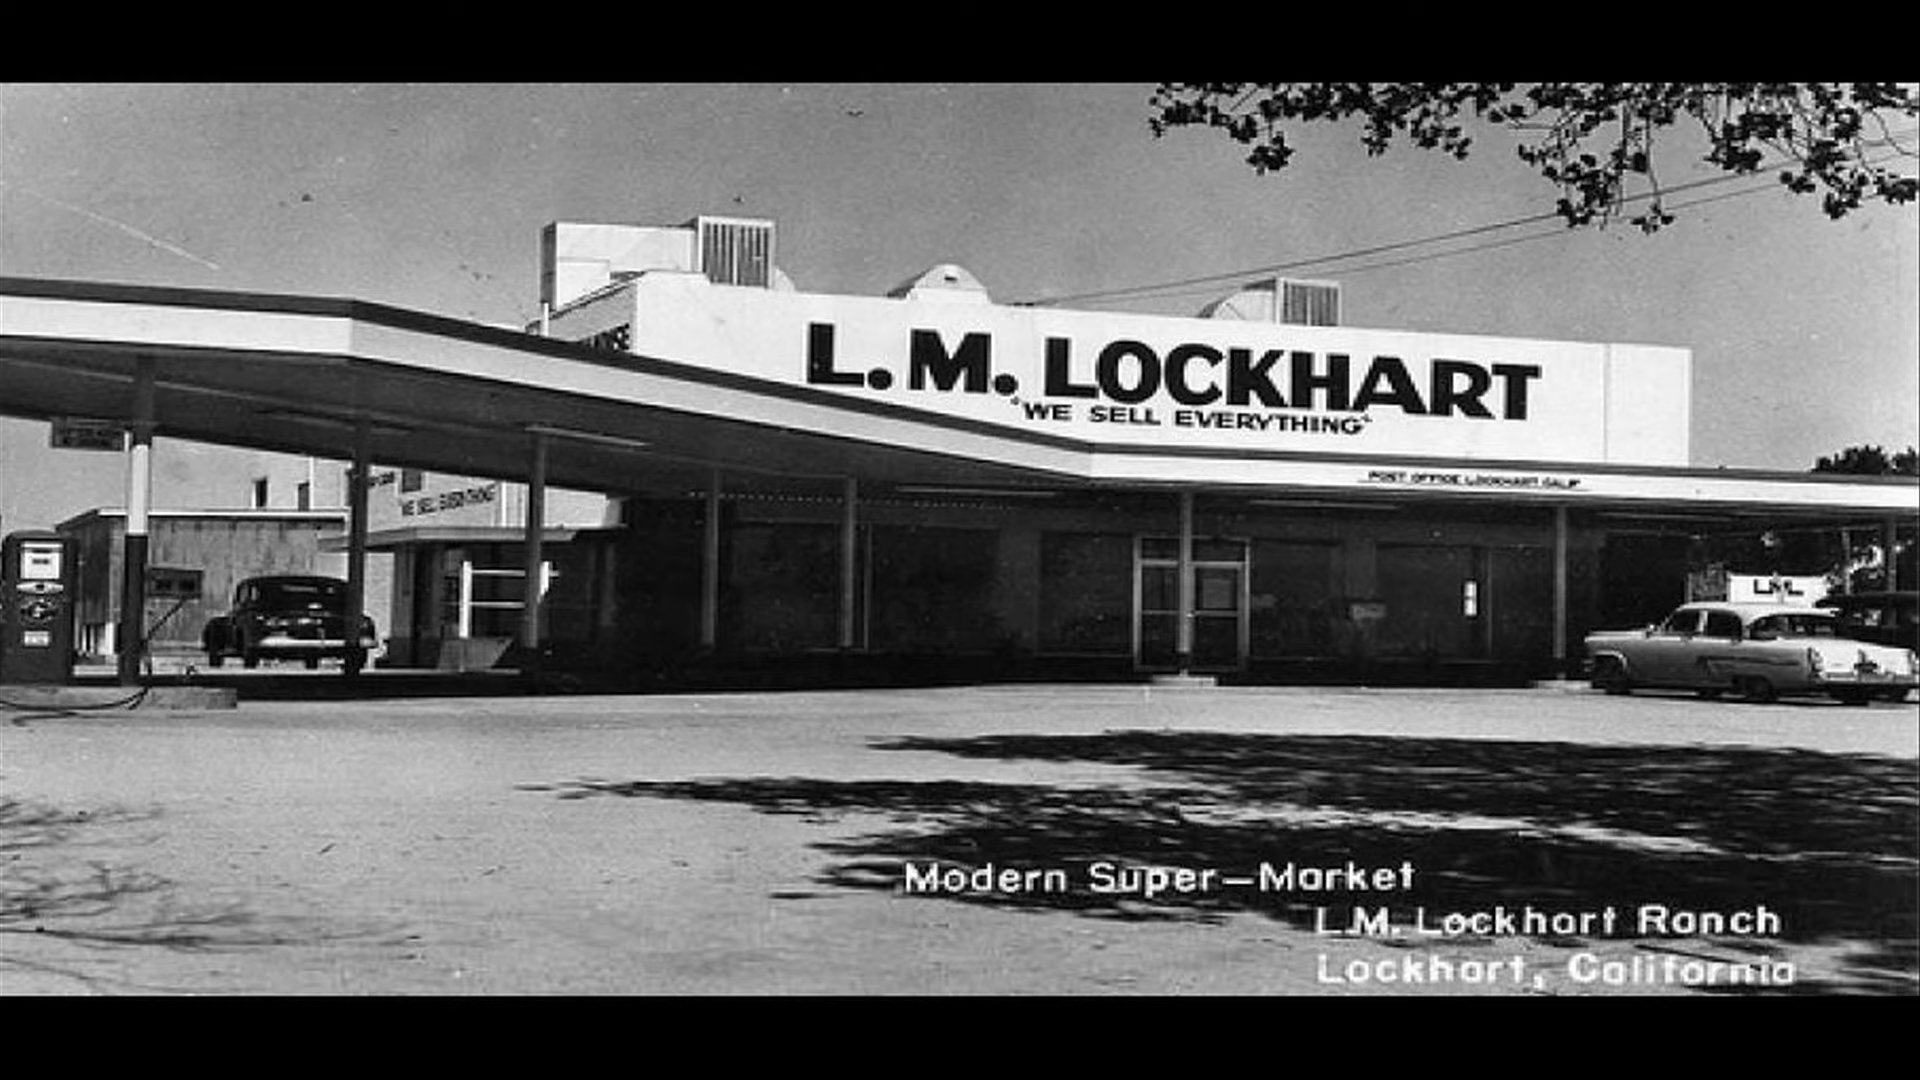 L.M. LOCKHART
"WE SELL EVERYTHING"
POST OFFICE LOCKHART CALIF
"WE SELL EVERYTHING"
Modern Super-Market
L.M. Lockhart Ranch
Lockhart, California